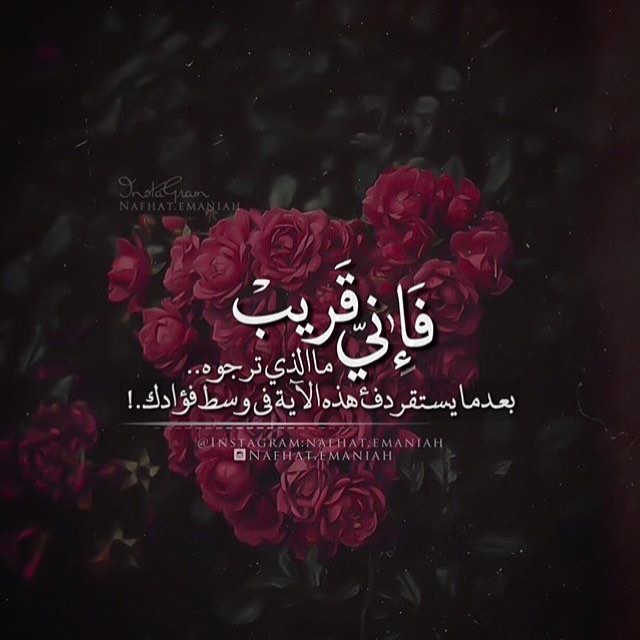 Instagram
NAFHAT.EMANIAH
فَإِنِّي قَريبْ
ما الذي ترجوه..
بعدما يستقر دفء هذه الآية في وسط فؤادك.!
@INSTAGRAM:NAFHAT.EMANIAH
NAFHAT.EMANIAH